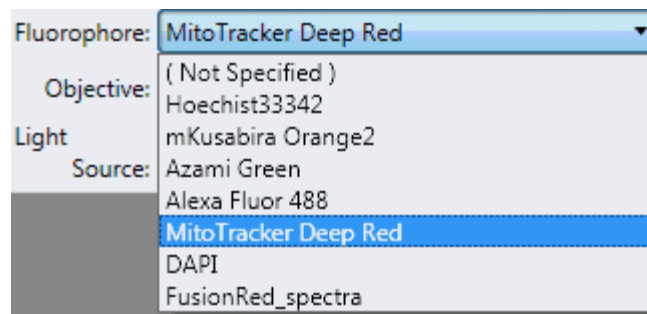 Fluorophore: MitoTracker Deep Red
( Not Specified )
Objective:
Hoechist33342
Light mKusabira Orange2
Source: Azami Green
Alexa Fluor 488
MitoTracker Deep Red
DAPI
FusionRed_spectra